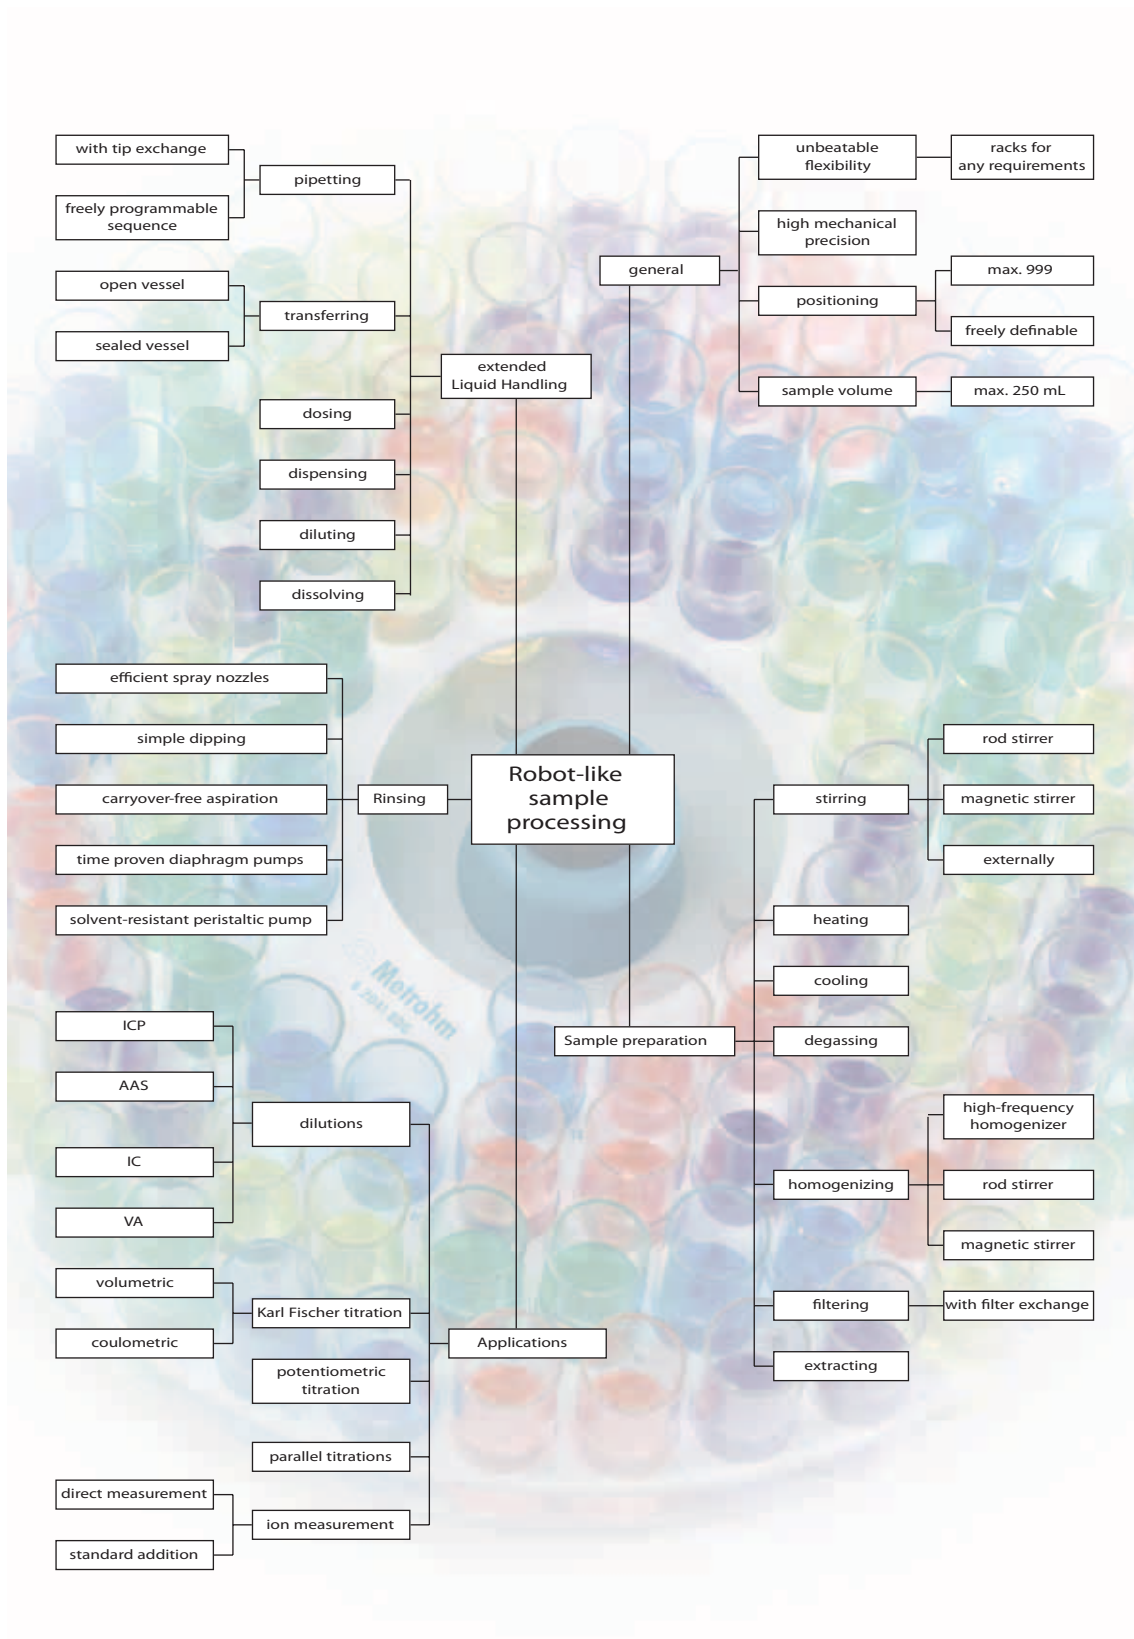 with tip exchange
pipetting
freely programmable
sequence
open vessel
transferring
sealed vessel
extended
Liquid Handling
dosing
dispensing
diluting
dissolving
unbeatable
flexibility
racks for
any requirements
high mechanical
precision
general
max. 999
positioning
freely definable
sample volume
max. 250 mL
efficient spray nozzles
simple dipping
carryover-free aspiration
Rinsing
time proven diaphragm pumps
solvent-resistant peristaltic pump
Robot-like
sample
processing
rod stirrer
stirring
magnetic stirrer
externally
heating
cooling
Sample preparation
degassing
high-frequency
homogenizer
homogenizing
rod stirrer
magnetic stirrer
filtering
with filter exchange
extracting
Metrohm
ICP
AAS
dilutions
IC
VA
volumetric
Karl Fischer titration
coulometric
Applications
potentiometric
titration
parallel titrations
direct measurement
ion measurement
standard addition